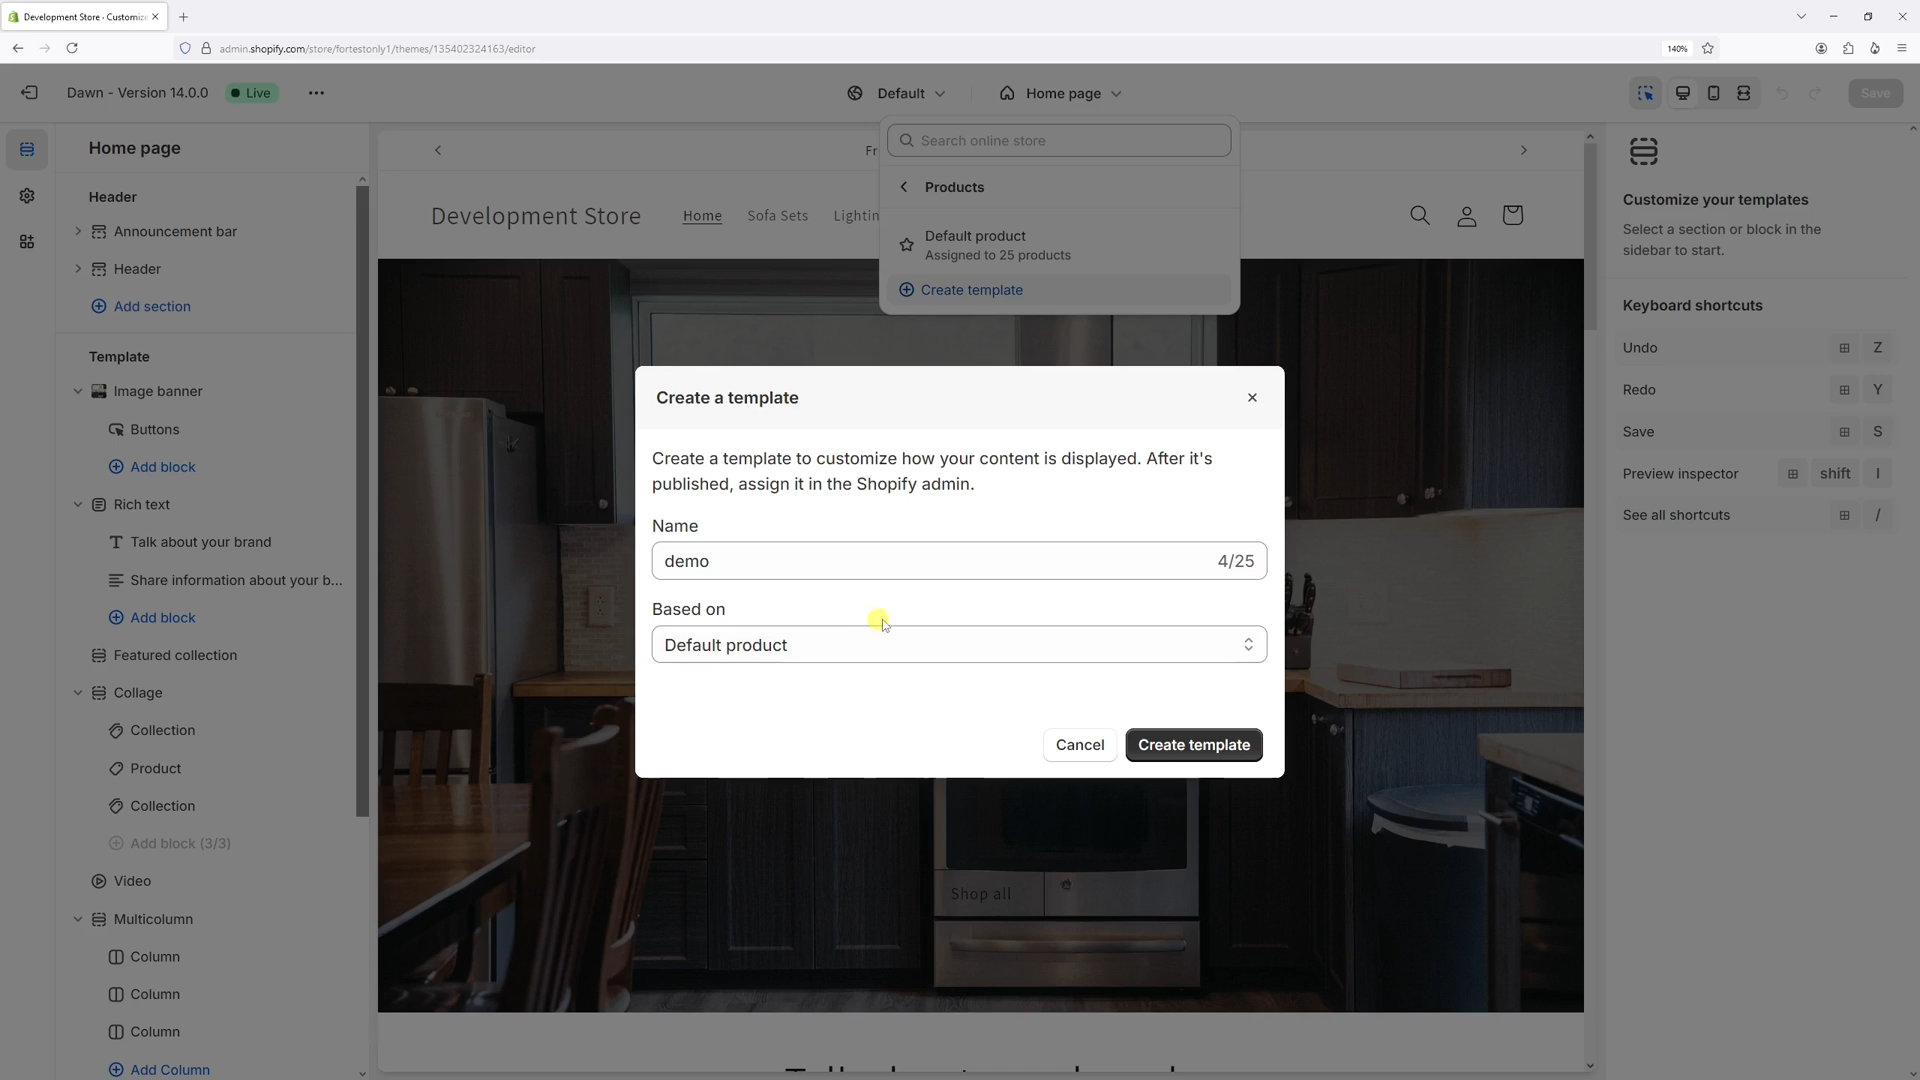 Development Store · Customize
admin.shopify.com/store/fortestonly1/themes/135402324163/editor
140%
Dawn - Version 14.0.0
Live
Default
Home page
Save
Home page
Header
Announcement bar
Header
Add section
Template
Image banner
Buttons
Add block
Rich text
Talk about your brand
Share information about your b...
Add block
Featured collection
Collage
Collection
Product
Collection
Add block (3/3)
Video
Multicolumn
Column
Column
Column
Add Column
Fr
Development Store
Home
Sofa Sets
Lightin
Search online store
Products
Default product
Assigned to 25 products
Create template
Create a template
Create a template to customize how your content is displayed. After it's
published, assign it in the Shopify admin.
Name
demo
4/25
Based on
Default product
Cancel
Create template
Shop all
Customize your templates
Select a section or block in the
sidebar to start.
Keyboard shortcuts
Undo
Z
Redo
Y
Save
S
Preview inspector
shift
I
See all shortcuts
/